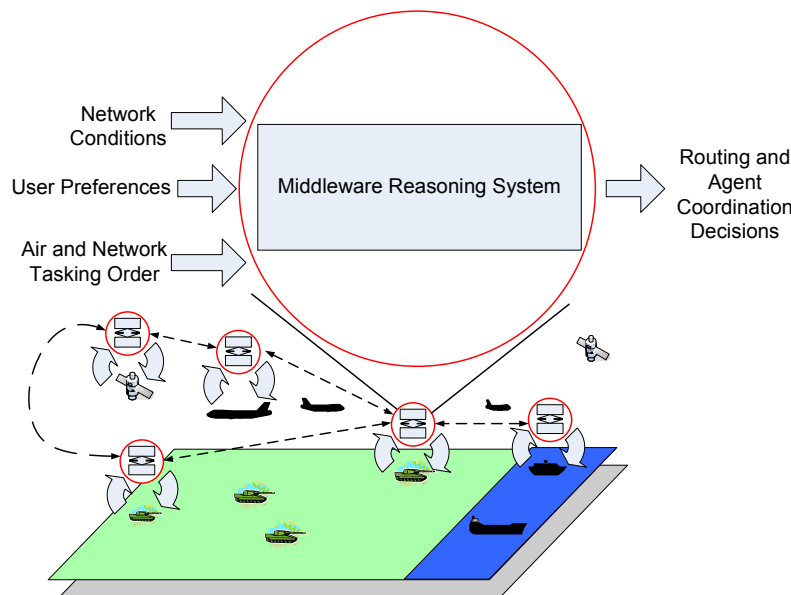 Network
Conditions
User Preferences
Air and Network
Tasking Order
Middleware Reasoning System
Routing and
Agent
Coordination
Decisions